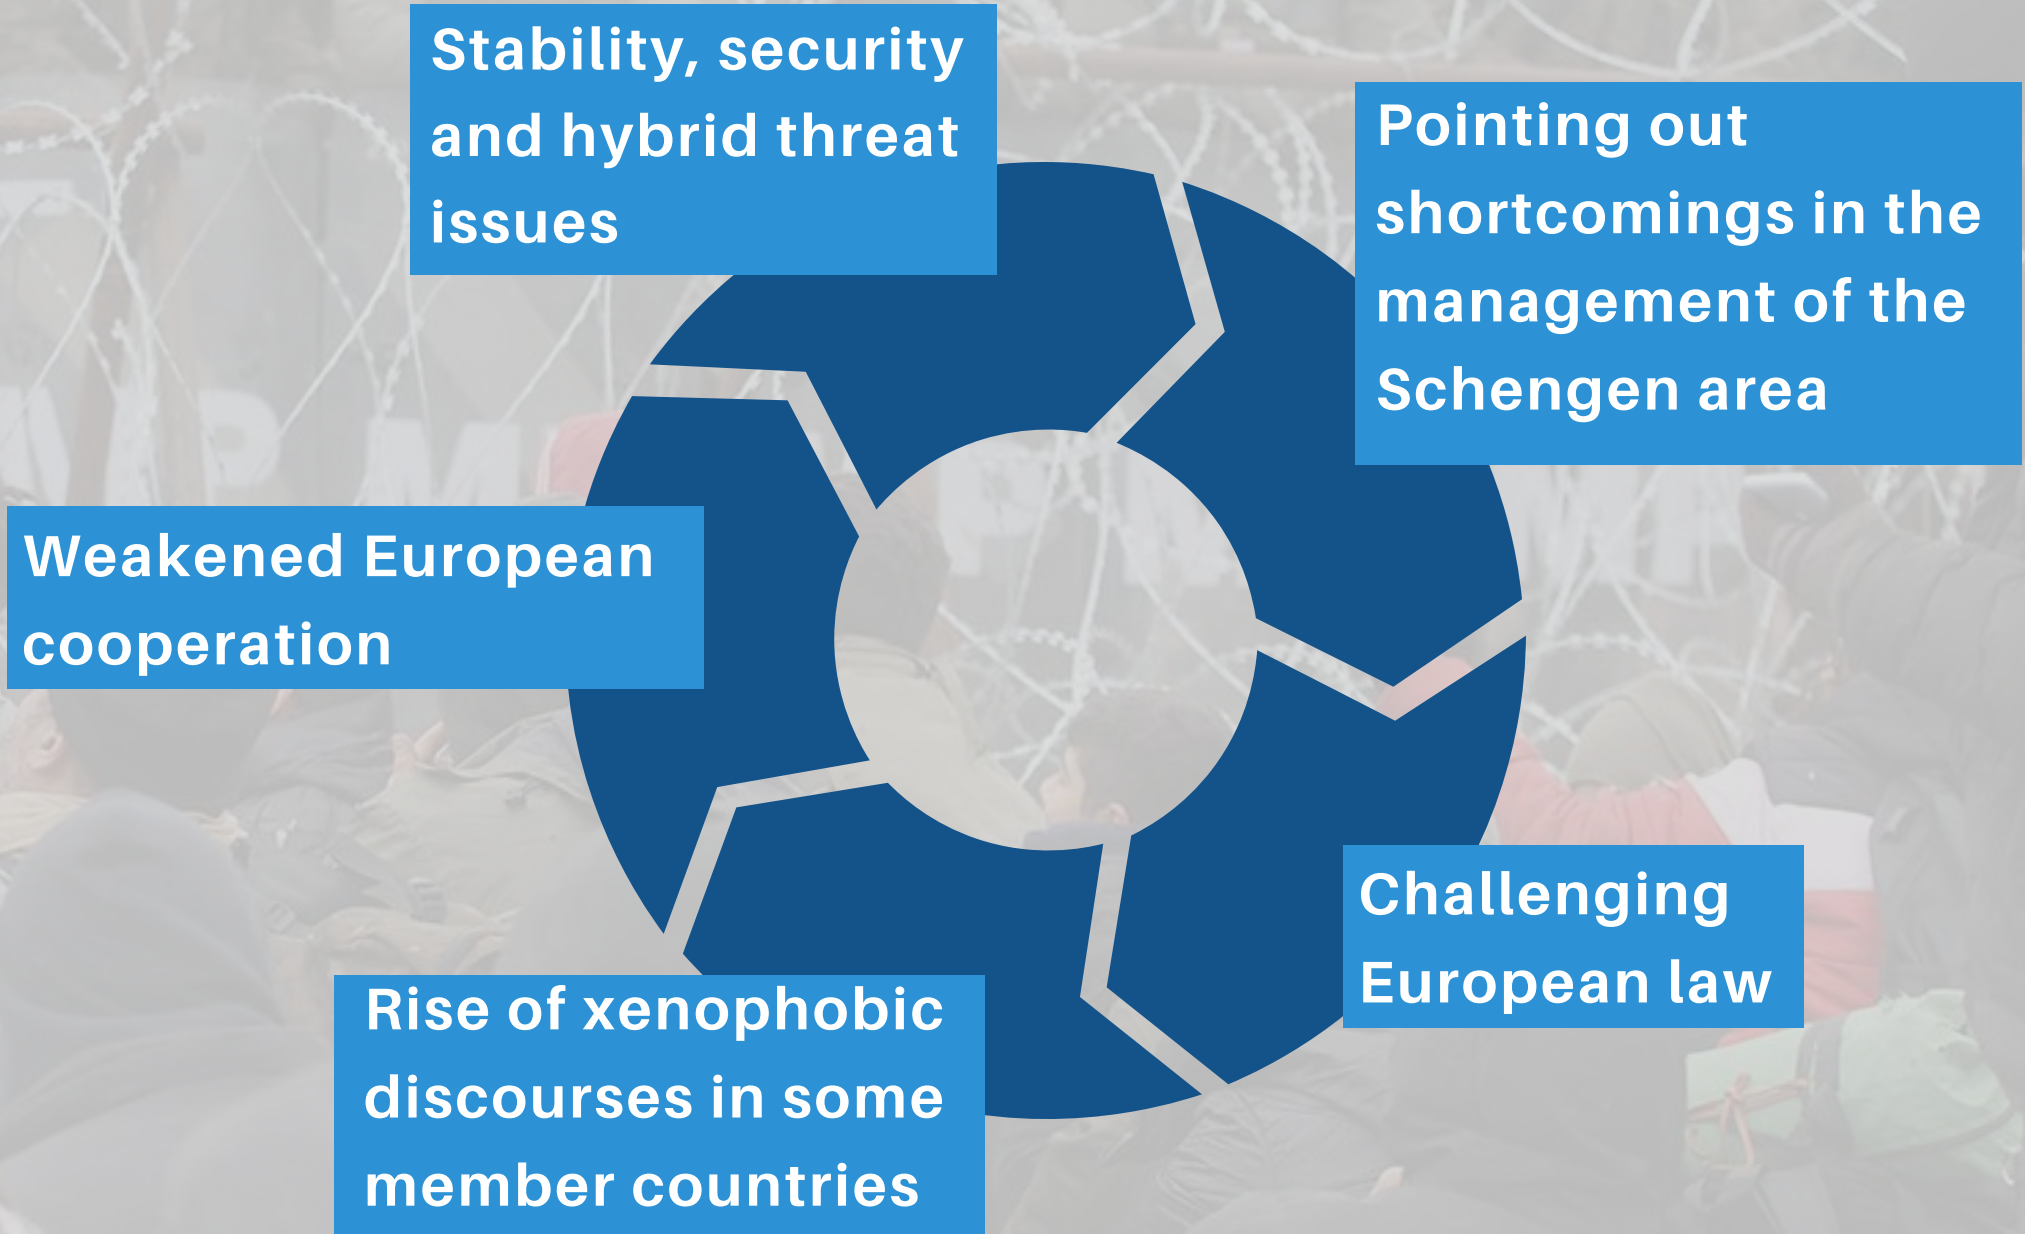 Stability, security
and hybrid threat
issues
Pointing out
shortcomings in the
management of the
Schengen area
Challenging
European law
Rise of xenophobic
discourses in some
member countries
Weakened European
cooperation